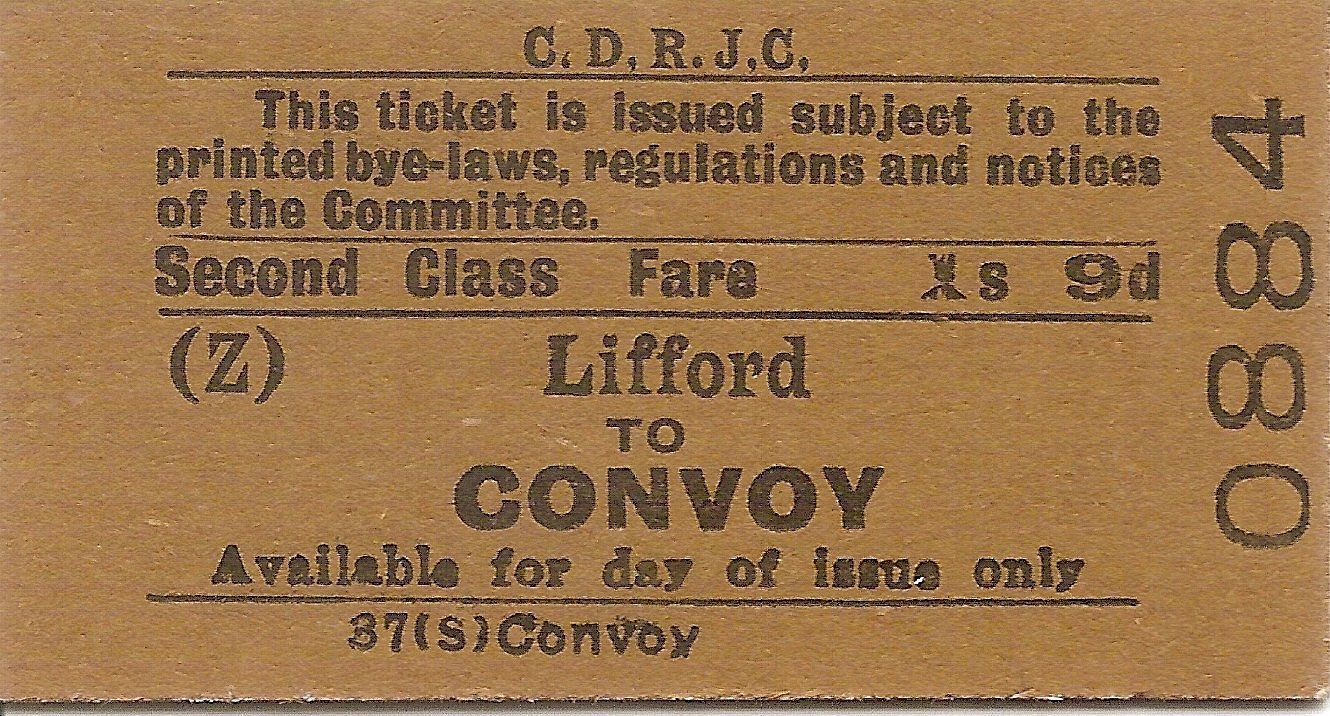 C. D. R. J. C.
This ticket is issued subject to the
printed bye-laws, regulations and notices
of the Committee.
Second Class Fare 1s 9d
(Z) Lifford
TO
CONVOY
Available for day of issue only
37(S)Convoy
0884